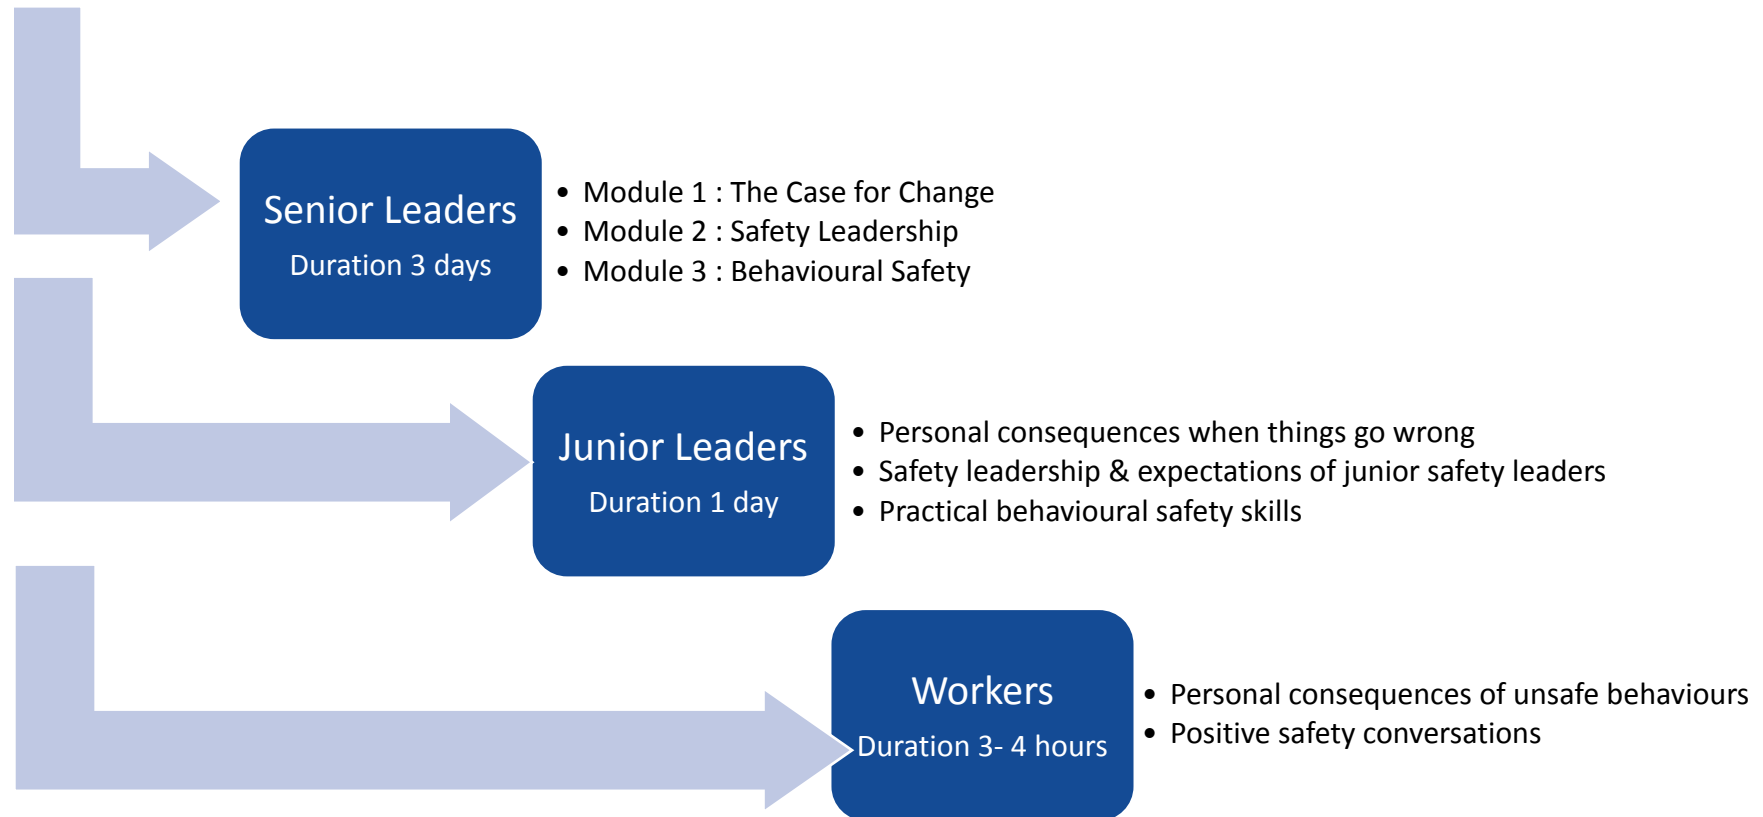 Senior Leaders
Duration 3 days
• Module 1 : The Case for Change
• Module 2 : Safety Leadership
• Module 3 : Behavioural Safety
Junior Leaders
Duration 1 day
• Personal consequences when things go wrong
• Safety leadership & expectations of junior safety leaders
• Practical behavioural safety skills
Workers
Duration 3- 4 hours
• Personal consequences of unsafe behaviours
• Positive safety conversations